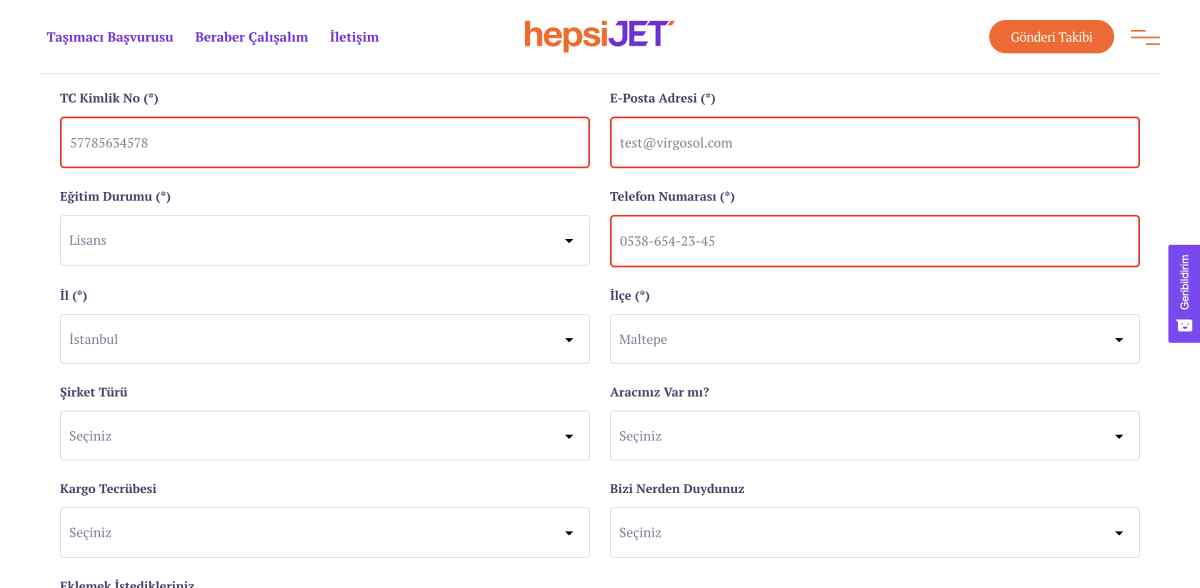 Taşımacı Başvurusu Beraber Çalışalım İletişim hepsiJET Gönderi Takibi
TC Kimlik No (*) E-Posta Adresi (*)
57785634578 test@virgosol.com
Eğitim Durumu (*) Telefon Numarası (*)
Lisans 0538-654-23-45
Geribildirim
İl (*) İlçe (*)
İstanbul Maltepe
Şirket Türü Aracınız Var mı?
Seçiniz Seçiniz
Kargo Tecrübesi Bizi Nerden Duydunuz
Seçiniz Seçiniz
Eklemek İstedikleriniz